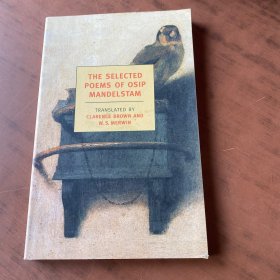 THE SELECTED
POEMS OF OSIP
MANDELSTAM
TRANSLATED BY
CLARENCE BROWN AND
W. S. MERWIN